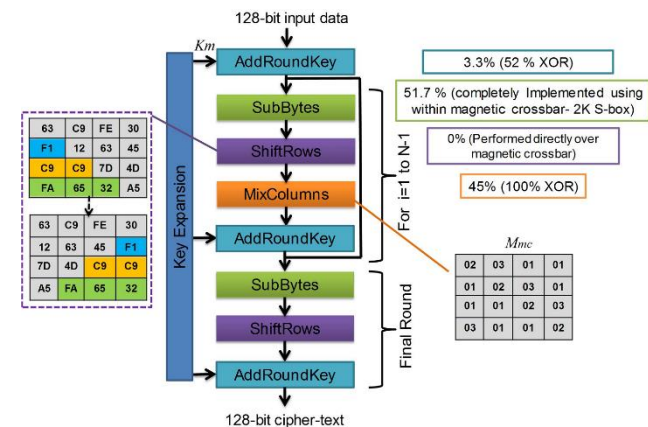 128-bit input data
Km
AddRoundKey
3.3% (52 % XOR)
SubBytes
51.7 % (completely Implemented using
within magnetic crossbar- 2K S-box)
ShiftRows
0% (Performed directly over
magnetic crossbar)
MixColumns
45% (100% XOR)
AddRoundKey
For i=1 to N-1
Key Expansion
63 C9 FE 30
F1 12 63 45
C9 C9 7D 4D
FA 65 32 A5
63 C9 FE 30
12 63 45 F1
7D 4D C9 C9
A5 FA 65 32
Mmc
02 03 01 01
01 02 03 01
01 01 02 03
03 01 01 02
SubBytes
ShiftRows
AddRoundKey
Final Round
128-bit cipher-text